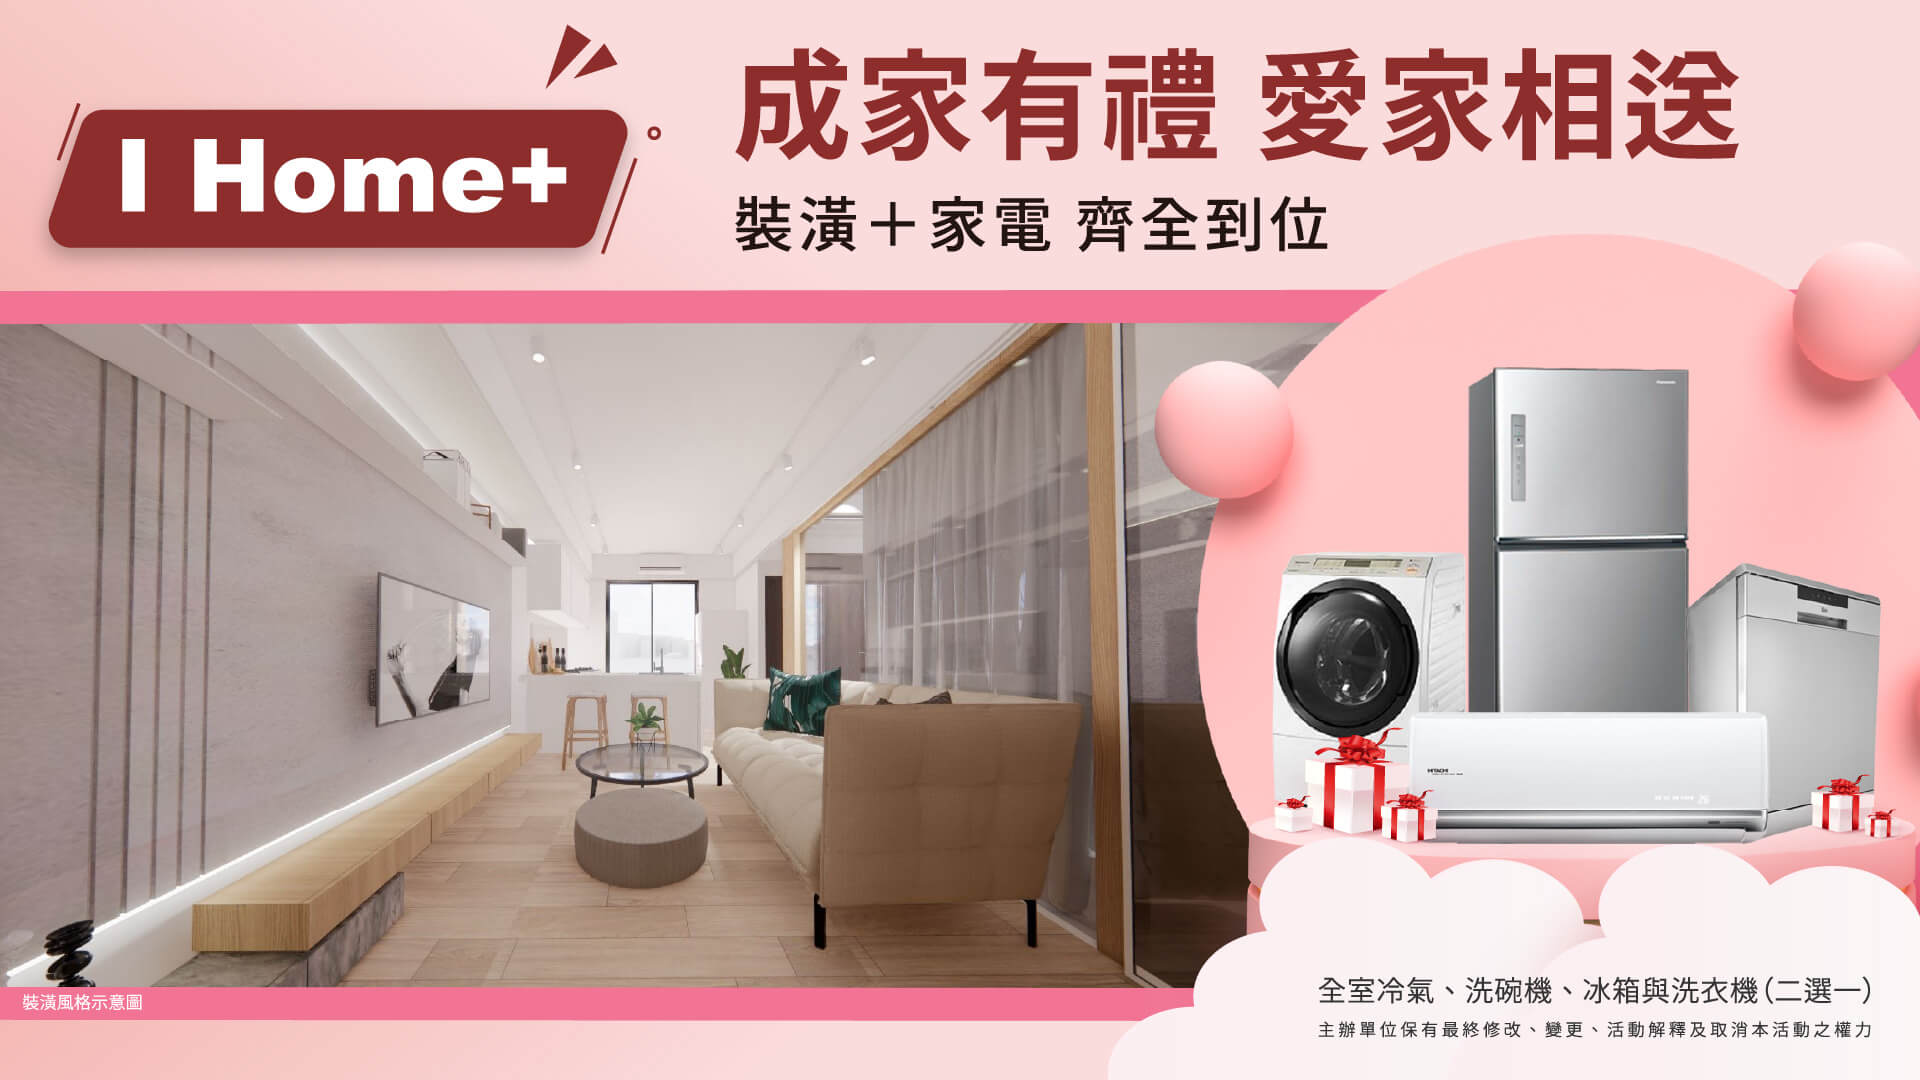 I Home+
成家有禮 愛家相送
裝潢＋家電 齊全到位
Panasonic
HITACHI
裝潢風格示意圖
全室冷氣、洗碗機、冰箱與洗衣機(二選一)
主辦單位保有最終修改、變更、活動解釋及取消本活動之權力